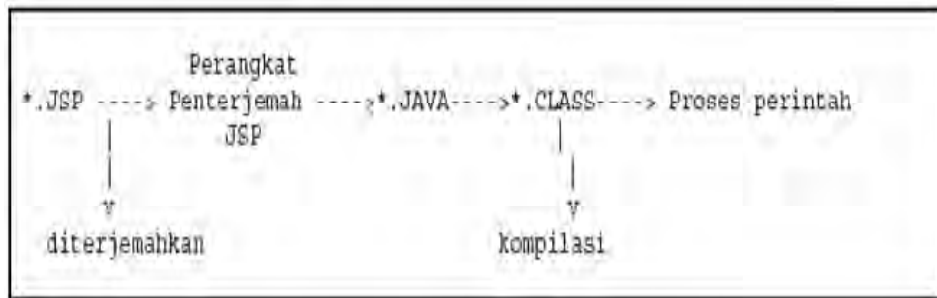 Perangkat
*.JSP ----> Penterjemah ---->*.JAVA---->*.CLASS----> Proses perintah
JSP
diterjemahkan kompilasi